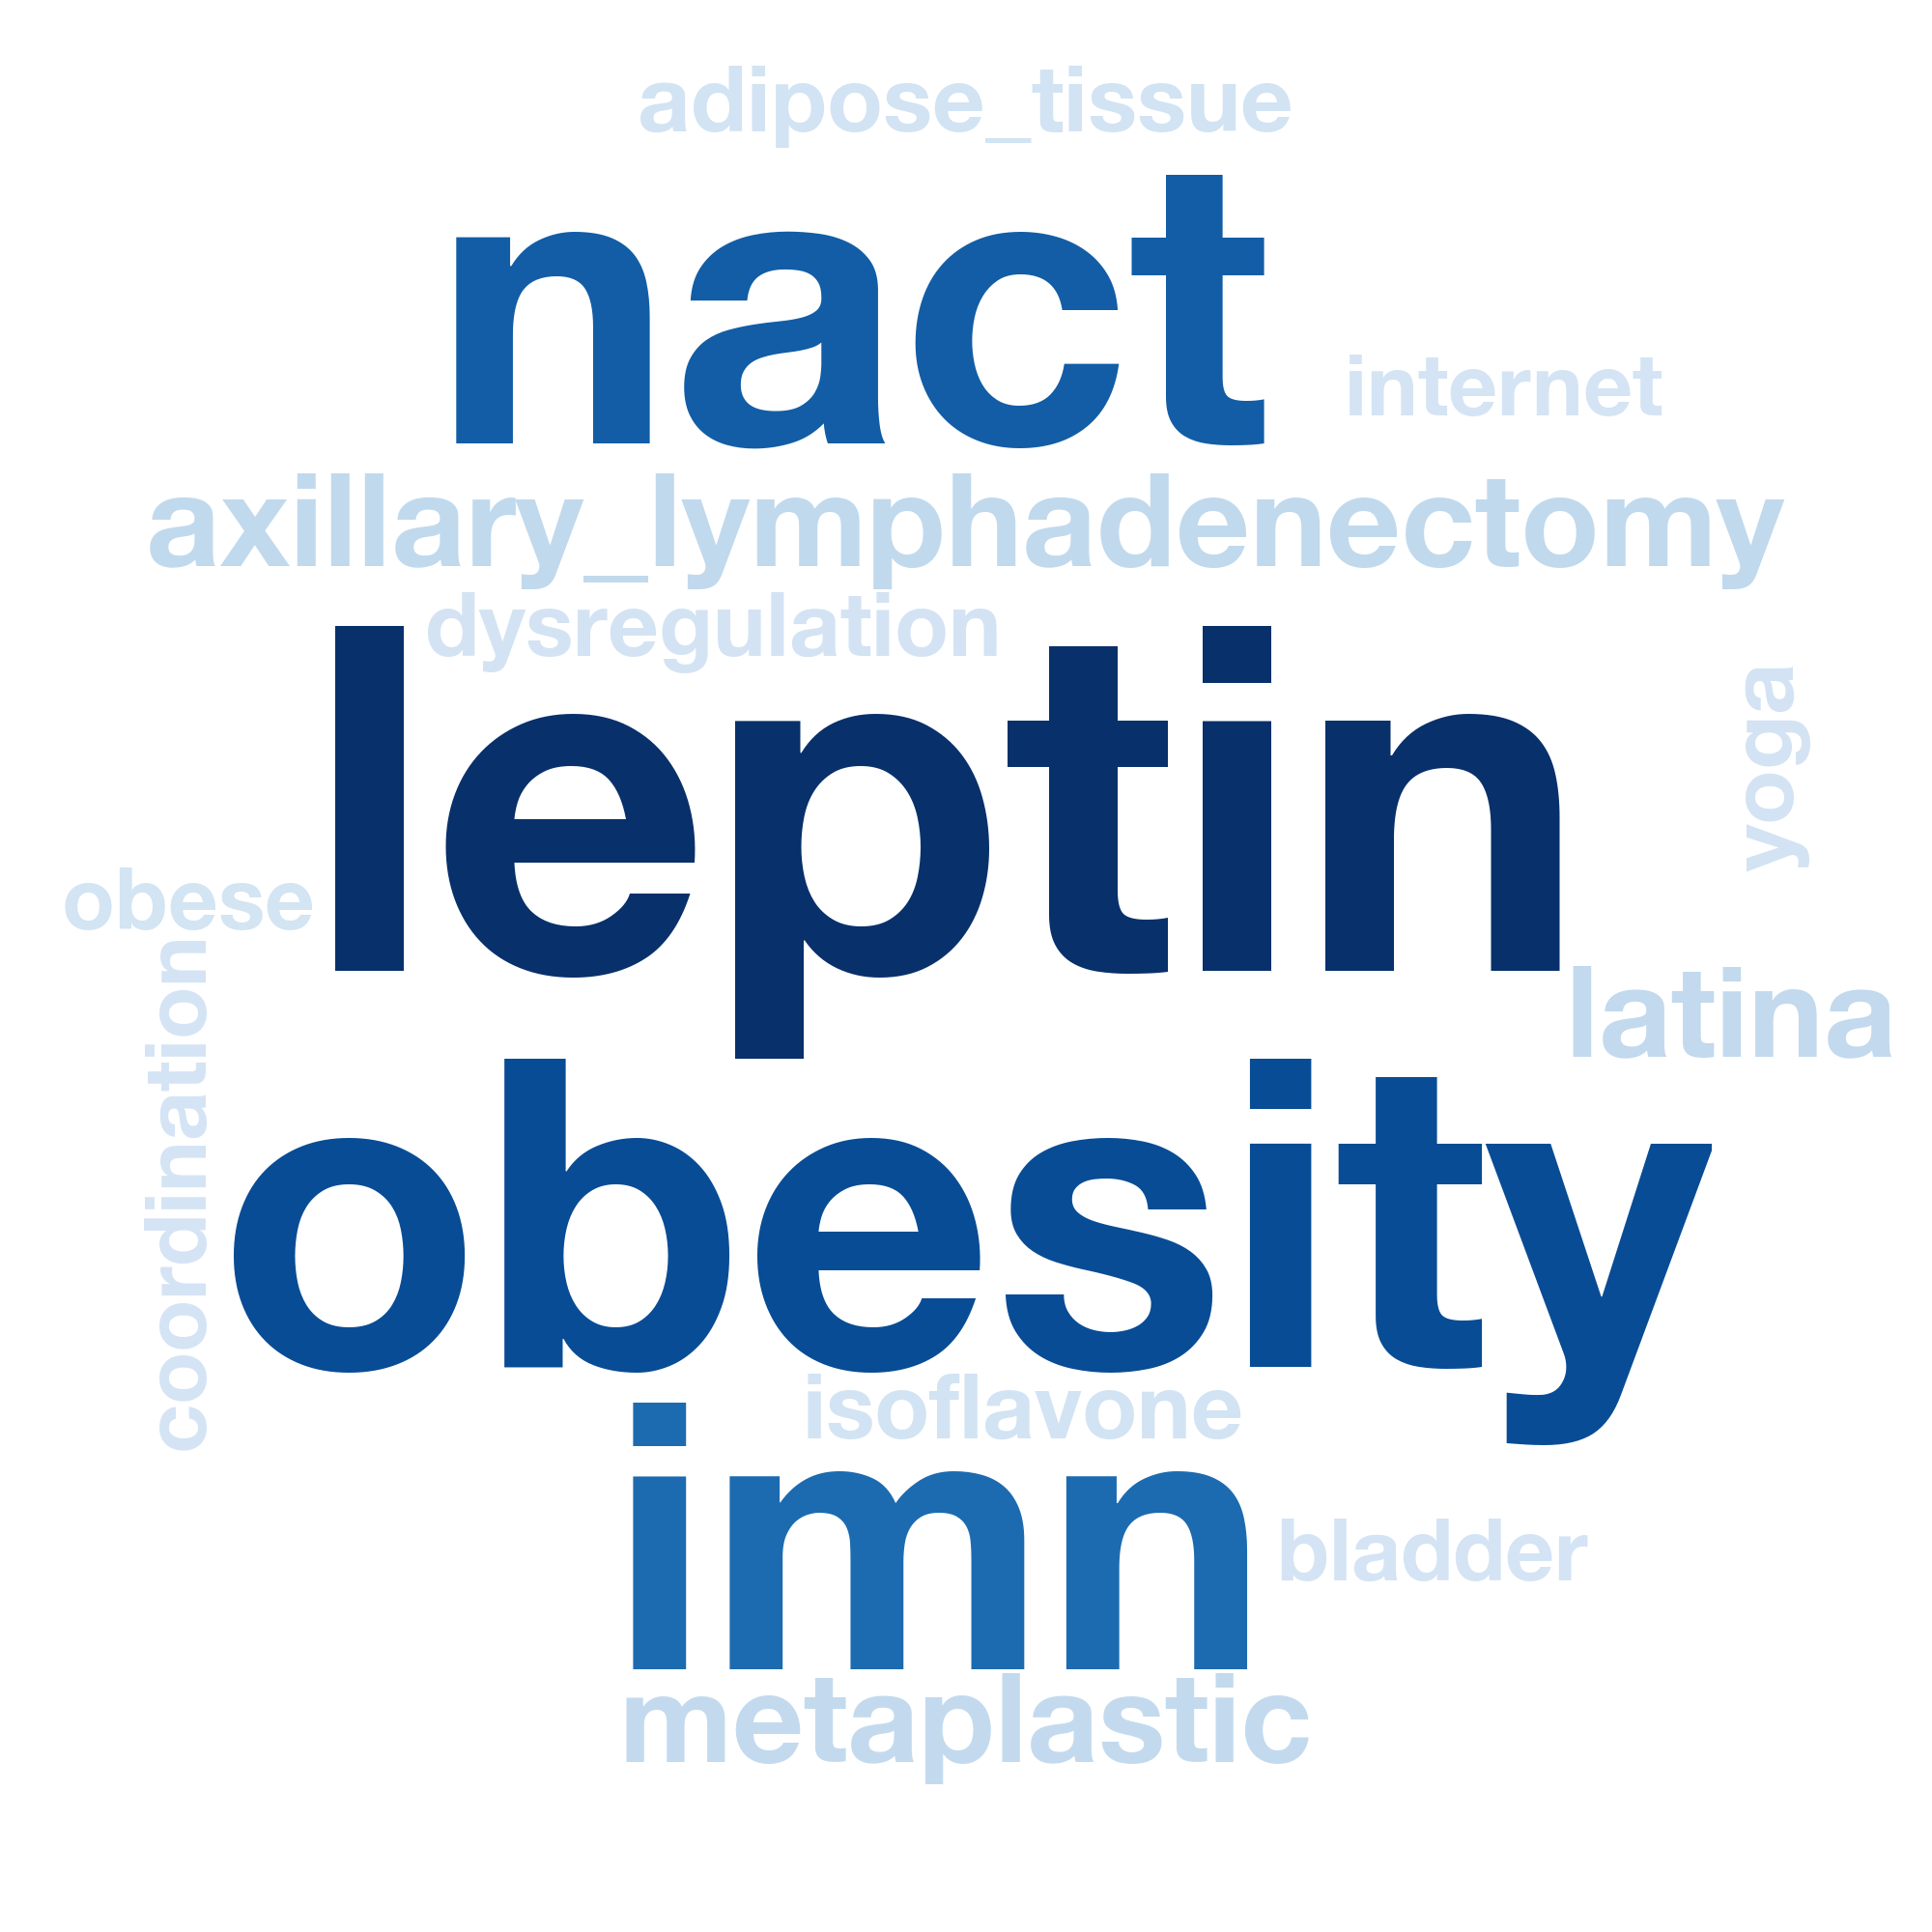 adipose_tissue
nact
internet
axillary_lymphadenectomy
dysregulation
leptin
yoga
obese
latina
coordination
obesity
isoflavone
imn
bladder
metaplastic